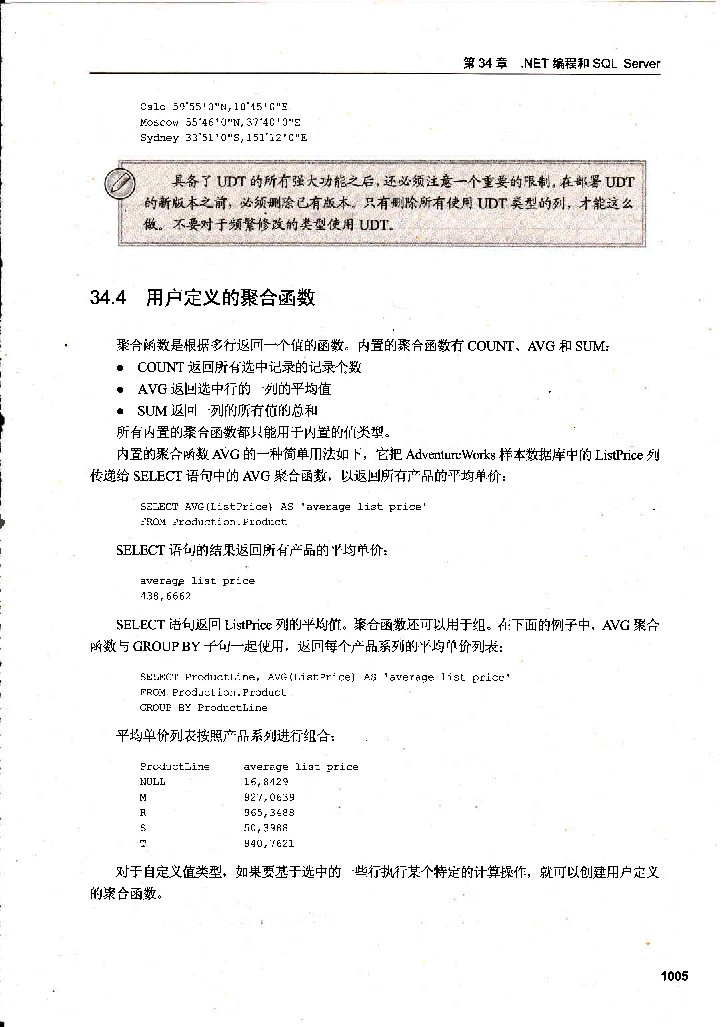 第 34 章 .NET 编程和 SQL Server
Oslo 59°55'0"N,10°45'0"E
Moscow 55°46'0"N,37°40'0"E
Sydney 33°51'0"S,151°12'0"E
具备了 UDT 的所有强大功能之后，还必须注意一个重要的限制，在部署 UDT
的新版本之前，必须删除已有版本。只有删除所有使用 UDT 类型的列，才能这么
做。不要对于频繁修改的类型使用 UDT。
34.4 用户定义的聚合函数
聚合函数是根据多行返回一个值的函数。内置的聚合函数有 COUNT、AVG 和 SUM：
● COUNT 返回所有选中记录的记录个数
● AVG 返回选中行的一列的平均值
● SUM 返回一列的所有值的总和
所有内置的聚合函数都只能用于内置的值类型。
内置的聚合函数 AVG 的一种简单用法如下，它把 AdventureWorks 样本数据库中的 ListPrice 列
传递给 SELECT 语句中的 AVG 聚合函数，以返回所有产品的平均单价：
SELECT AVG(ListPrice) AS 'average list price'
FROM Production.Product
SELECT 语句的结果返回所有产品的平均单价：
average list price
438,6662
SELECT 语句返回 ListPrice 列的平均值。聚合函数还可以用于组。在下面的例子中，AVG 聚合
函数与 GROUP BY 子句一起使用，返回每个产品系列的平均单价列表：
SELECT ProductLine, AVG(ListPrice) AS 'average list price'
FROM Production.Product
GROUP BY ProductLine
平均单价列表按照产品系列进行组合：
ProductLine average list price
NULL 16,8429
M 927,0639
R 965,3488
S 50,3988
T 940,7621
对于自定义值类型，如果要基于选中的一些行执行某个特定的计算操作，就可以创建用户定义
的聚合函数。
1005